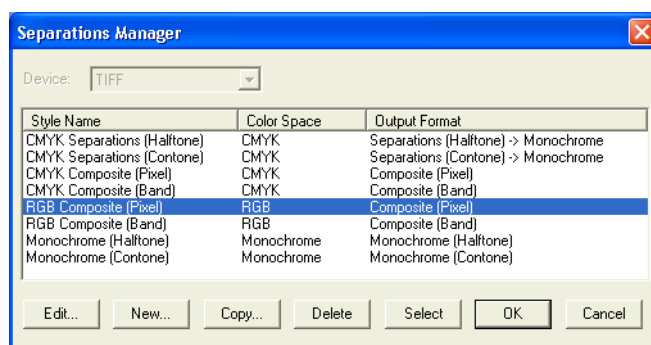 Separations Manager
Device: TIFF
Style Name Color Space Output Format
CMYK Separations (Halftone) CMYK Separations (Halftone) -> Monochrome
CMYK Separations (Contone) CMYK Separations (Contone) -> Monochrome
CMYK Composite (Pixel) CMYK Composite (Pixel)
CMYK Composite (Band) CMYK Composite (Band)
RGB Composite (Pixel) RGB Composite (Pixel)
RGB Composite (Band) RGB Composite (Band)
Monochrome (Halftone) Monochrome Monochrome (Halftone)
Monochrome (Contone) Monochrome Monochrome (Contone)
Edit... New... Copy... Delete Select OK Cancel